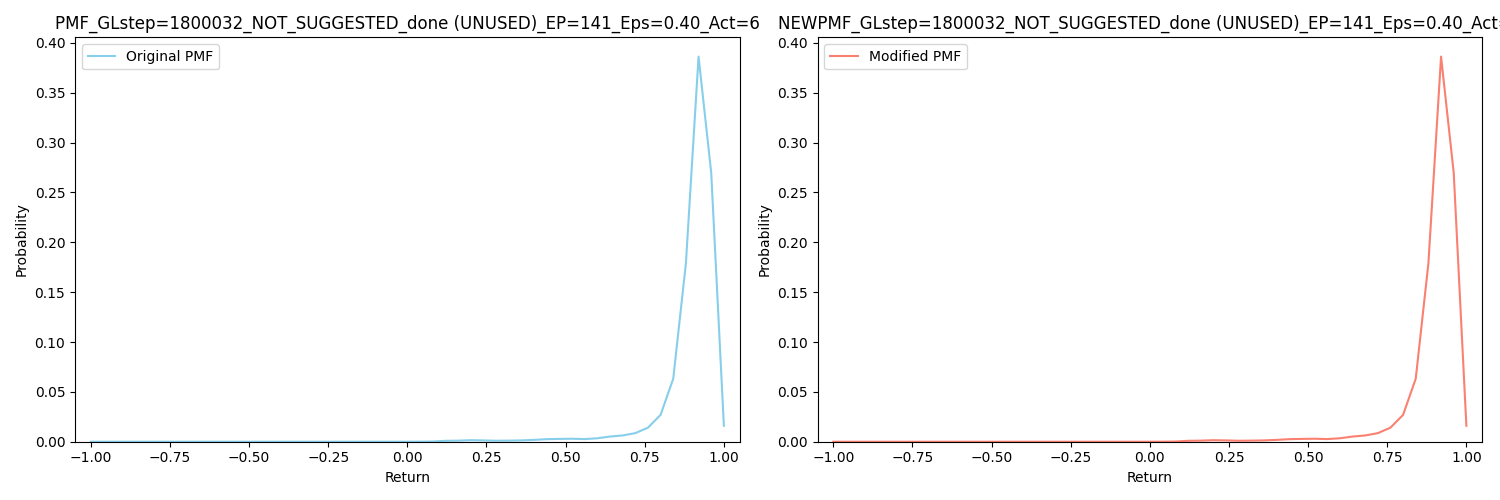 PMF_GLstep=1800032_NOT_SUGGESTED_done (UNUSED)_EP=141_Eps=0.40_Act=6
Original PMF
Probability
0.40
0.35
0.30
0.25
0.20
0.15
0.10
0.05
0.00
−1.00 −0.75 −0.50 −0.25 0.00 0.25 0.50 0.75 1.00
Return
NEWPMF_GLstep=1800032_NOT_SUGGESTED_done (UNUSED)_EP=141_Eps=0.40_Act=
Modified PMF
Probability
0.40
0.35
0.30
0.25
0.20
0.15
0.10
0.05
0.00
−1.00 −0.75 −0.50 −0.25 0.00 0.25 0.50 0.75 1.00
Return